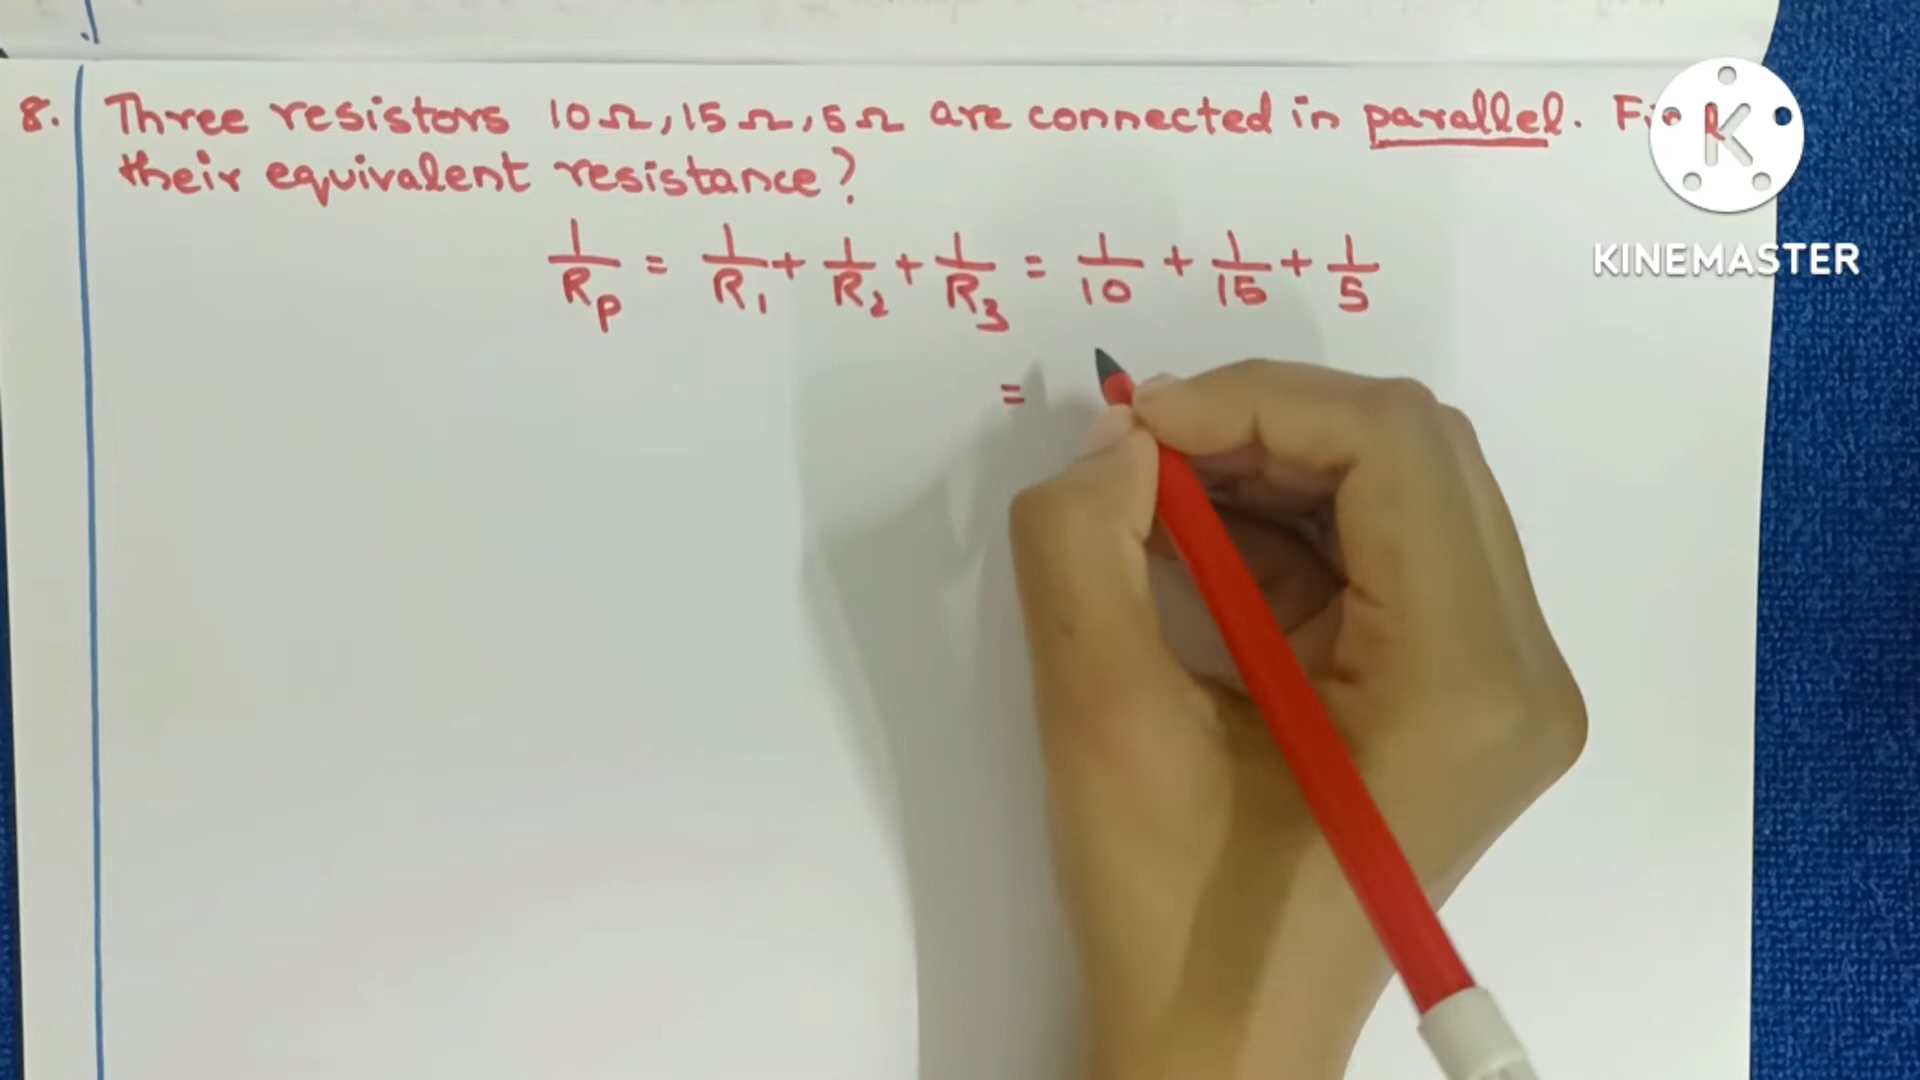 8. Three resistors 10Ω, 15Ω, 5Ω are connected in parallel.
their equivalent resistance?
1/Rp = 1/R₁ + 1/R₂ + 1/R₃ = 1/10 + 1/15 + 1/5
=
K
KINEMASTER